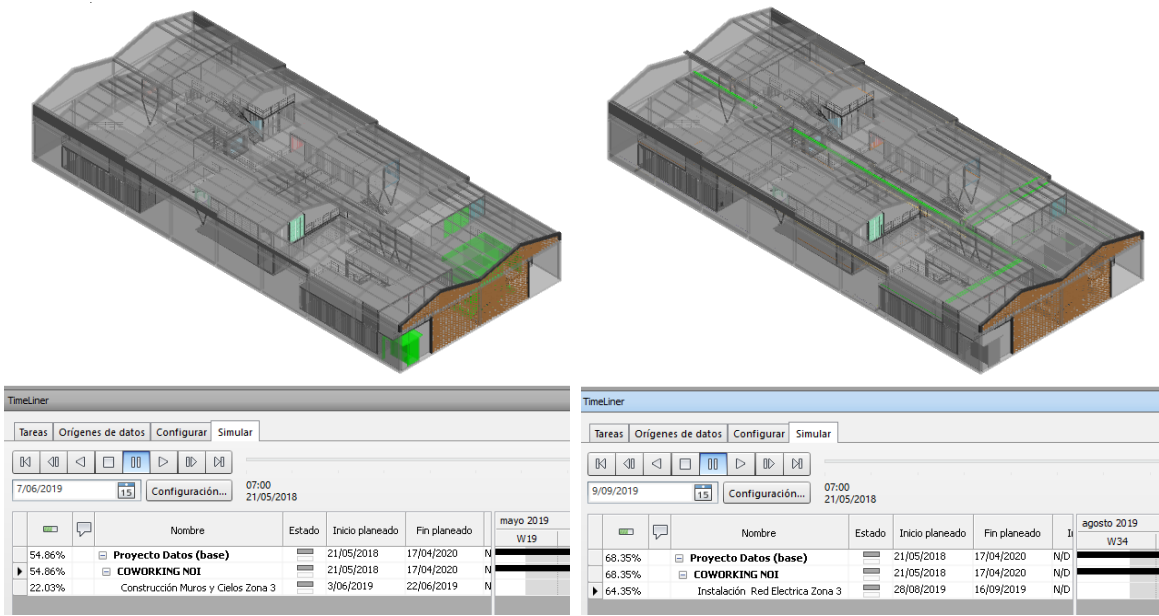 TimeLiner
Tareas Orígenes de datos Configurar Simular
7/06/2019 15 Configuración... 07:00
21/05/2018
Nombre Estado Inicio planeado Fin planeado N mayo 2019
W19
54.86% Proyecto Datos (base) 21/05/2018 17/04/2020 N
54.86% COWORKING NOI 21/05/2018 17/04/2020 N
22.03% Construcción Muros y Cielos Zona 3 3/06/2019 22/06/2019 N
TimeLiner
Tareas Orígenes de datos Configurar Simular
9/09/2019 15 Configuración... 07:00
21/05/2018
Nombre Estado Inicio planeado Fin planeado I agosto 2019
W34
68.35% Proyecto Datos (base) 21/05/2018 17/04/2020 N/D
68.35% COWORKING NOI 21/05/2018 17/04/2020 N/D
64.35% Instalación Red Electrica Zona 3 28/08/2019 16/09/2019 N/D